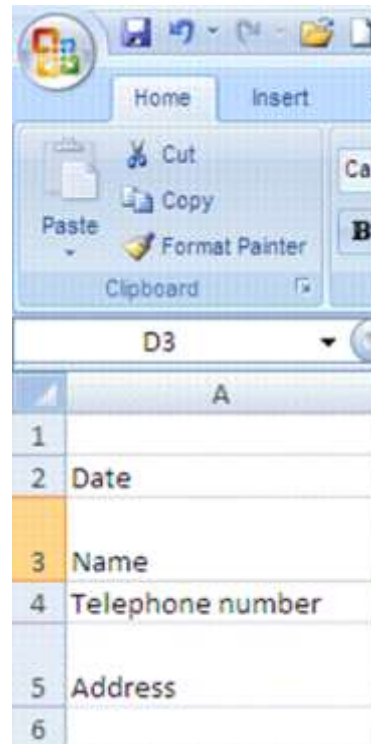 Home Insert
Cut
Ca
Copy
Paste
B
Format Painter
Clipboard
D3
A
1
2 Date
3 Name
4 Telephone number
5 Address
6